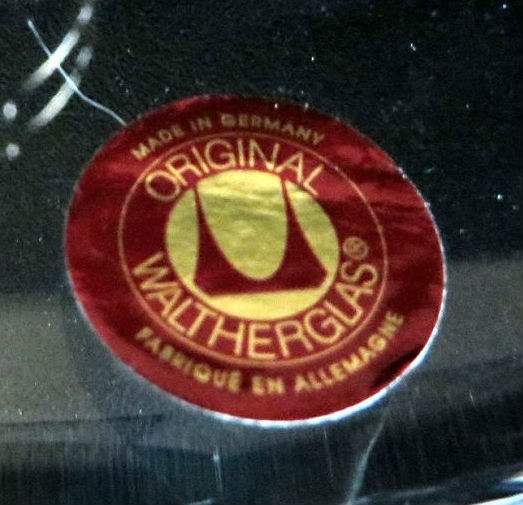 MADE IN GERMANY
ORIGINAL
WALTHERGLAS®
FABRIQUÉ EN ALLEMAGNE